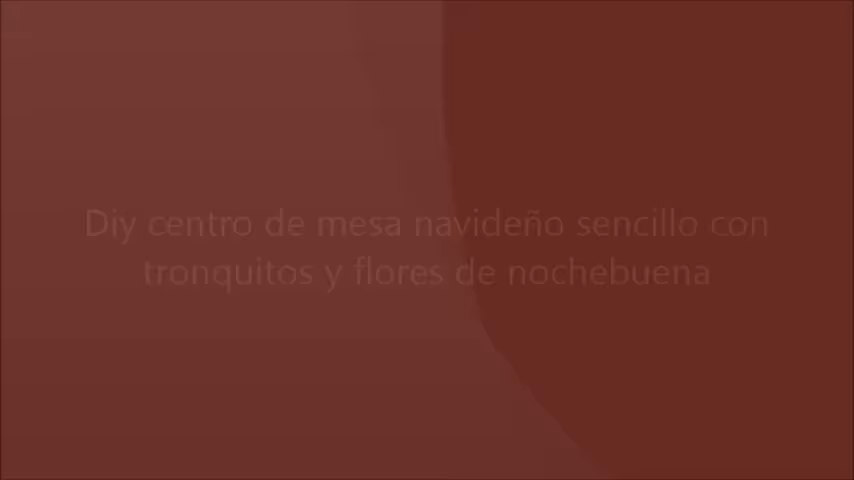 Diy centro de mesa navideño sencillo con
tronquitos y flores de nochebuena